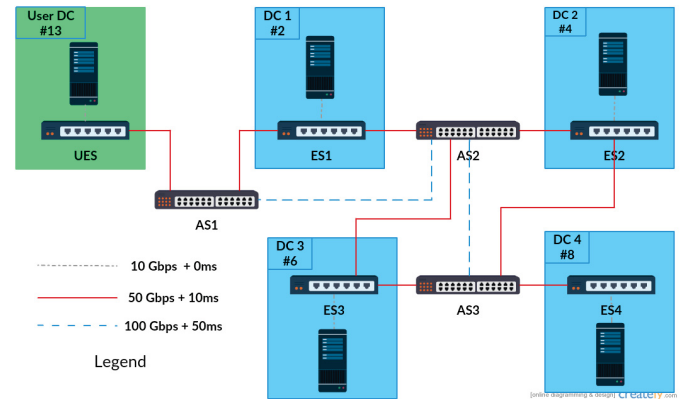 User DC
#13
DC 1
#2
DC 2
#4
UES
ES1
AS2
ES2
AS1
DC 3
#6
DC 4
#8
10 Gbps + 0ms
50 Gbps + 10ms
100 Gbps + 50ms
Legend
ES3
AS3
ES4
[online diagramming & design] creately.com